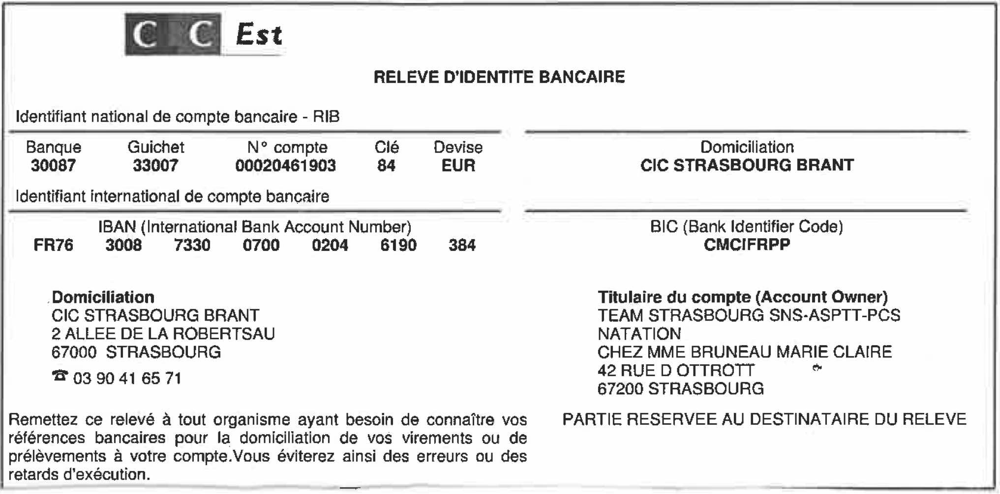 C C Est
RELEVE D'IDENTITE BANCAIRE
Identifiant national de compte bancaire - RIB
Banque Guichet N° compte Clé Devise Domiciliation
30087 33007 00020461903 84 EUR CIC STRASBOURG BRANT
Identifiant international de compte bancaire
IBAN (International Bank Account Number) BIC (Bank Identifier Code)
FR76 3008 7330 0700 0204 6190 384 CMCIFRPP
Domiciliation
CIC STRASBOURG BRANT
2 ALLEE DE LA ROBERTSAU
67000 STRASBOURG
☎ 03 90 41 65 71
Titulaire du compte (Account Owner)
TEAM STRASBOURG SNS-ASPTT-PCS
NATATION
CHEZ MME BRUNEAU MARIE CLAIRE
42 RUE D OTTROTT
67200 STRASBOURG
Remettez ce relevé à tout organisme ayant besoin de connaître vos
références bancaires pour la domiciliation de vos virements ou de
prélèvements à votre compte.Vous éviterez ainsi des erreurs ou des
retards d'exécution.
PARTIE RESERVEE AU DESTINATAIRE DU RELEVE